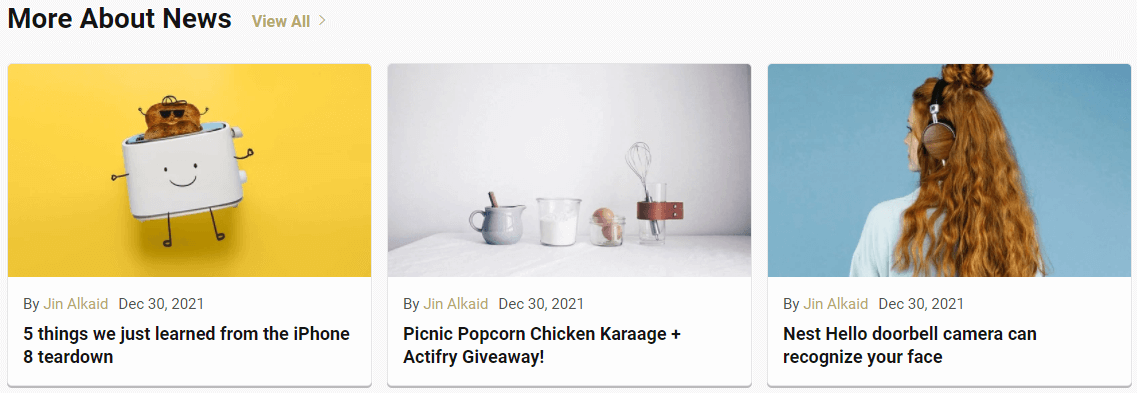 More About News View All
By Jin Alkaid Dec 30, 2021
5 things we just learned from the iPhone
8 teardown
By Jin Alkaid Dec 30, 2021
Picnic Popcorn Chicken Karaage +
Actifry Giveaway!
By Jin Alkaid Dec 30, 2021
Nest Hello doorbell camera can
recognize your face